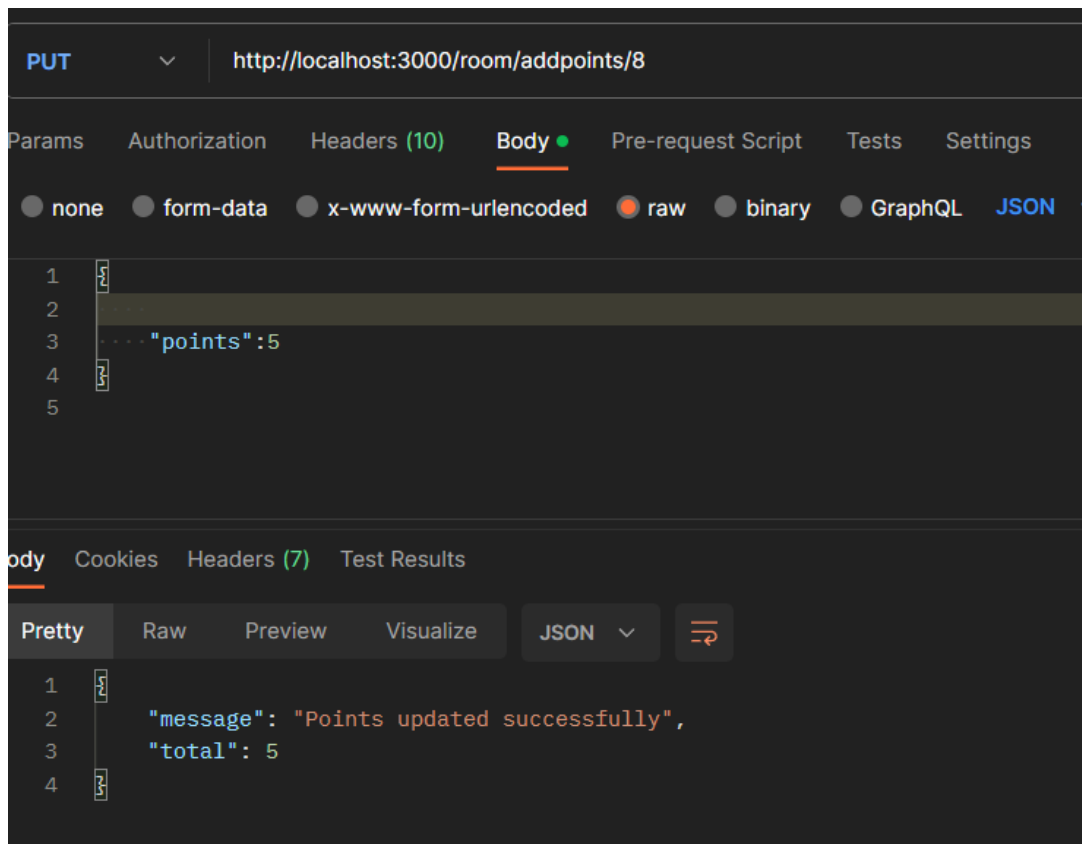 PUT http://localhost:3000/room/addpoints/8
Params Authorization Headers (10) Body Pre-request Script Tests Settings
none form-data x-www-form-urlencoded raw binary GraphQL JSON
1 {
2
3 "points":5
4 }
5
ody Cookies Headers (7) Test Results
Pretty Raw Preview Visualize JSON
1 {
2 "message": "Points updated successfully",
3 "total": 5
4 }